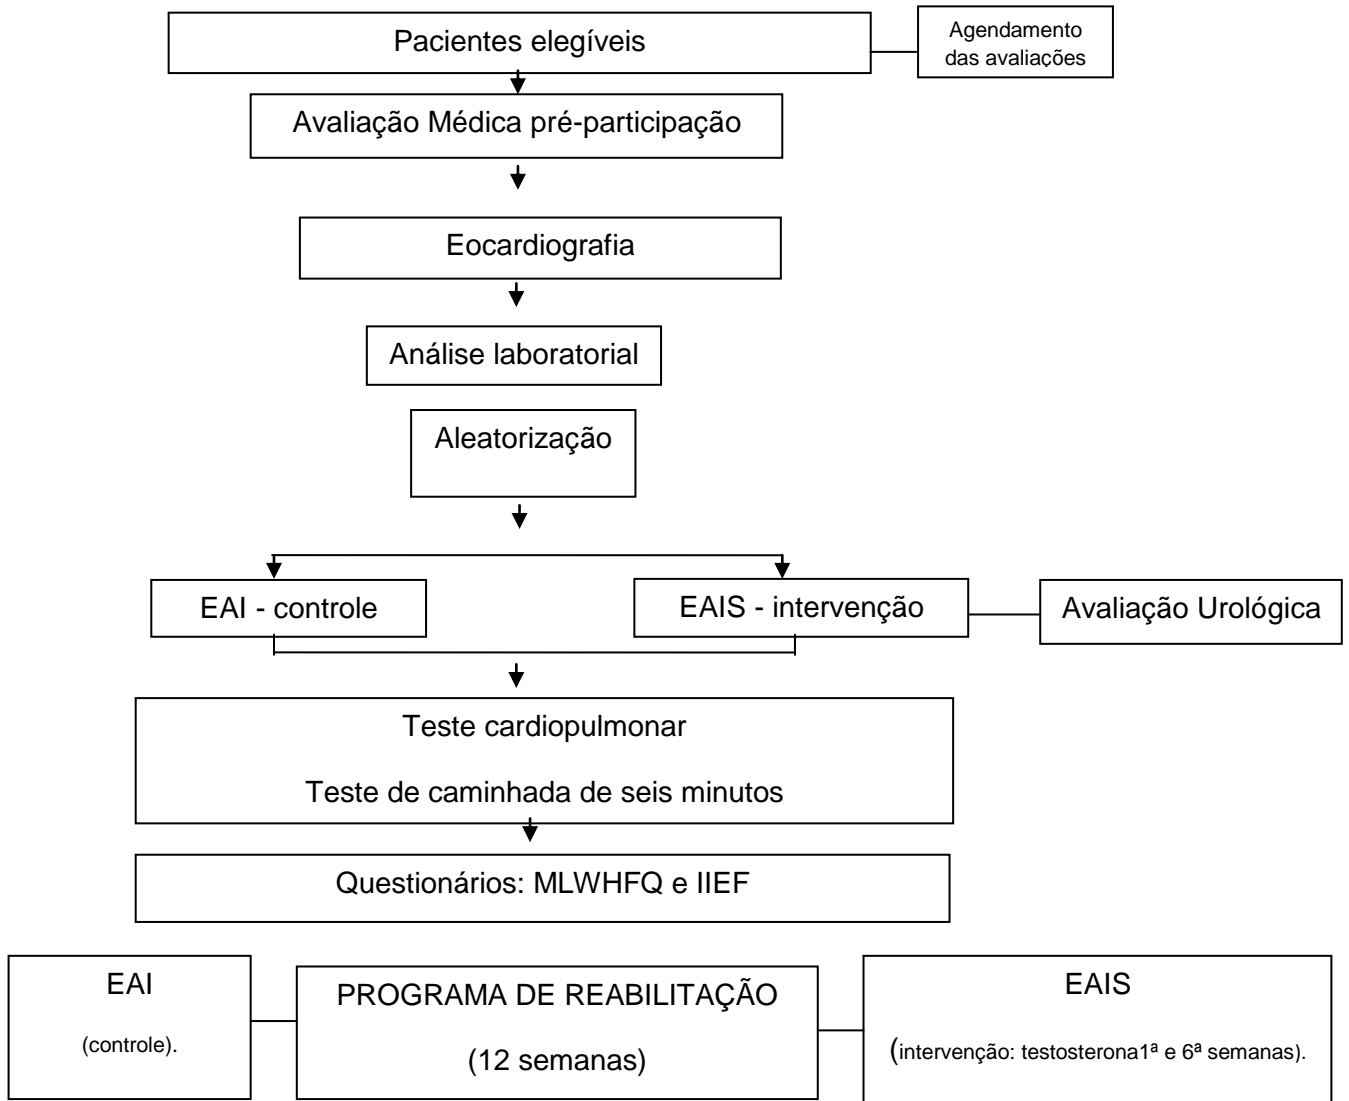 Pacientes elegíveis
Agendamento
das avaliações
Avaliação Médica pré-participação
Eocardiografia
Análise laboratorial
Aleatorização
EAI - controle
EAIS - intervenção
Avaliação Urológica
Teste cardiopulmonar
Teste de caminhada de seis minutos
Questionários: MLWHFQ e IIEF
EAI
(controle).
PROGRAMA DE REABILITAÇÃO
(12 semanas)
EAIS
(intervenção: testosterona1ª e 6ª semanas).